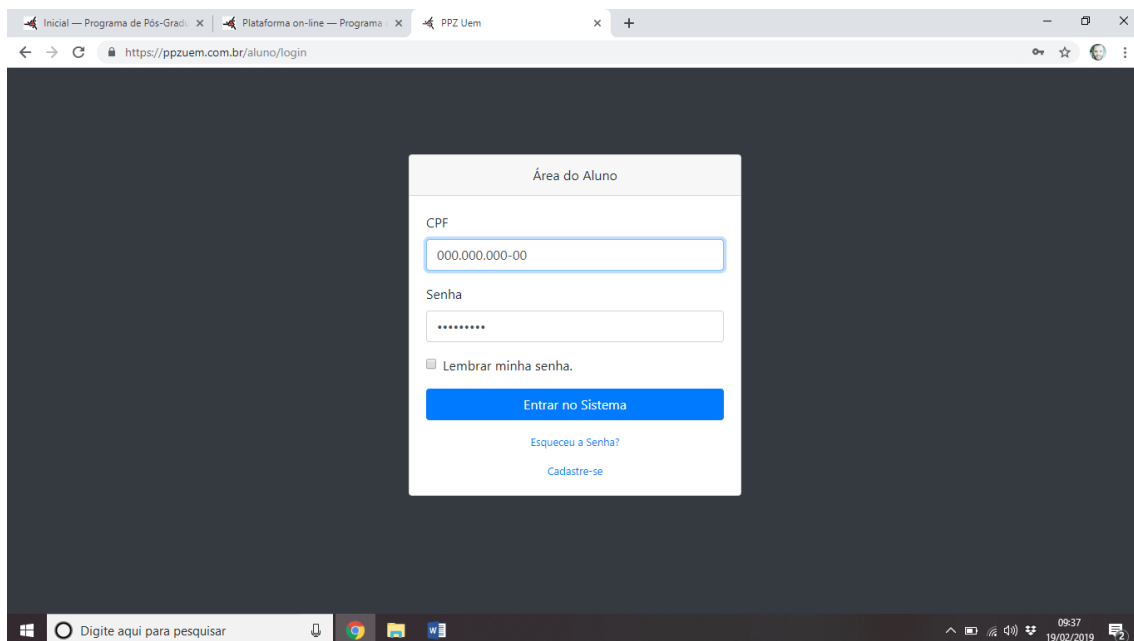 Inicial — Programa de Pós-Gradu
Plataforma on-line — Programa
PPZ Uem
https://ppzuem.com.br/aluno/login
Área do Aluno
CPF
000.000.000-00
Senha
•••••••••
Lembrar minha senha.
Entrar no Sistema
Esqueceu a Senha?
Cadastre-se
Digite aqui para pesquisar
09:37
19/02/2019